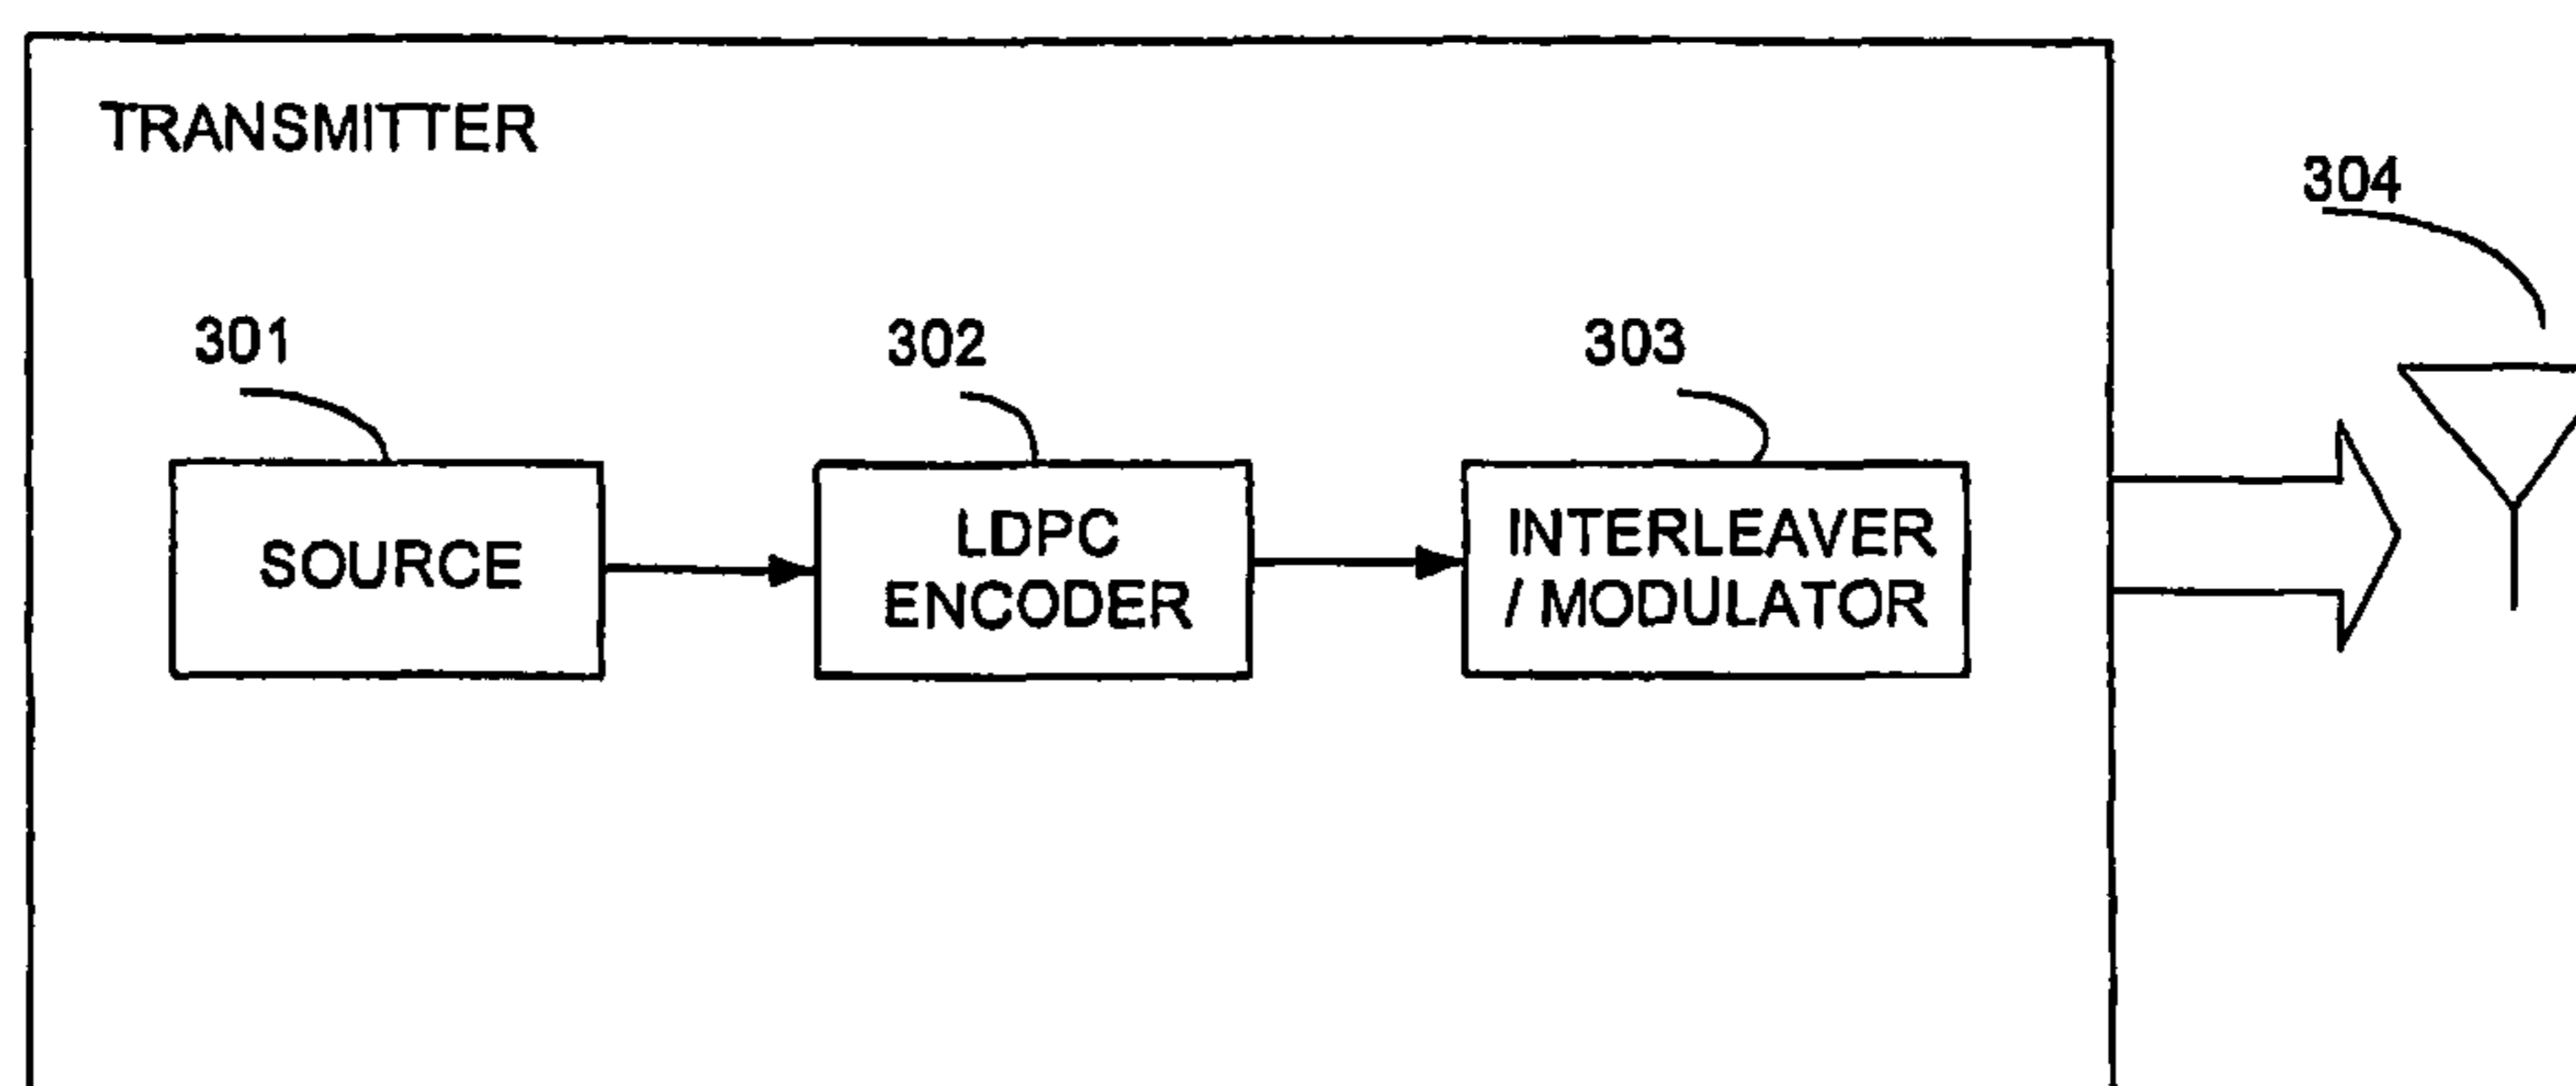 TRANSMITTER
304
301
302
303
SOURCE
LDPC
ENCODER
INTERLEAVER
/ MODULATOR